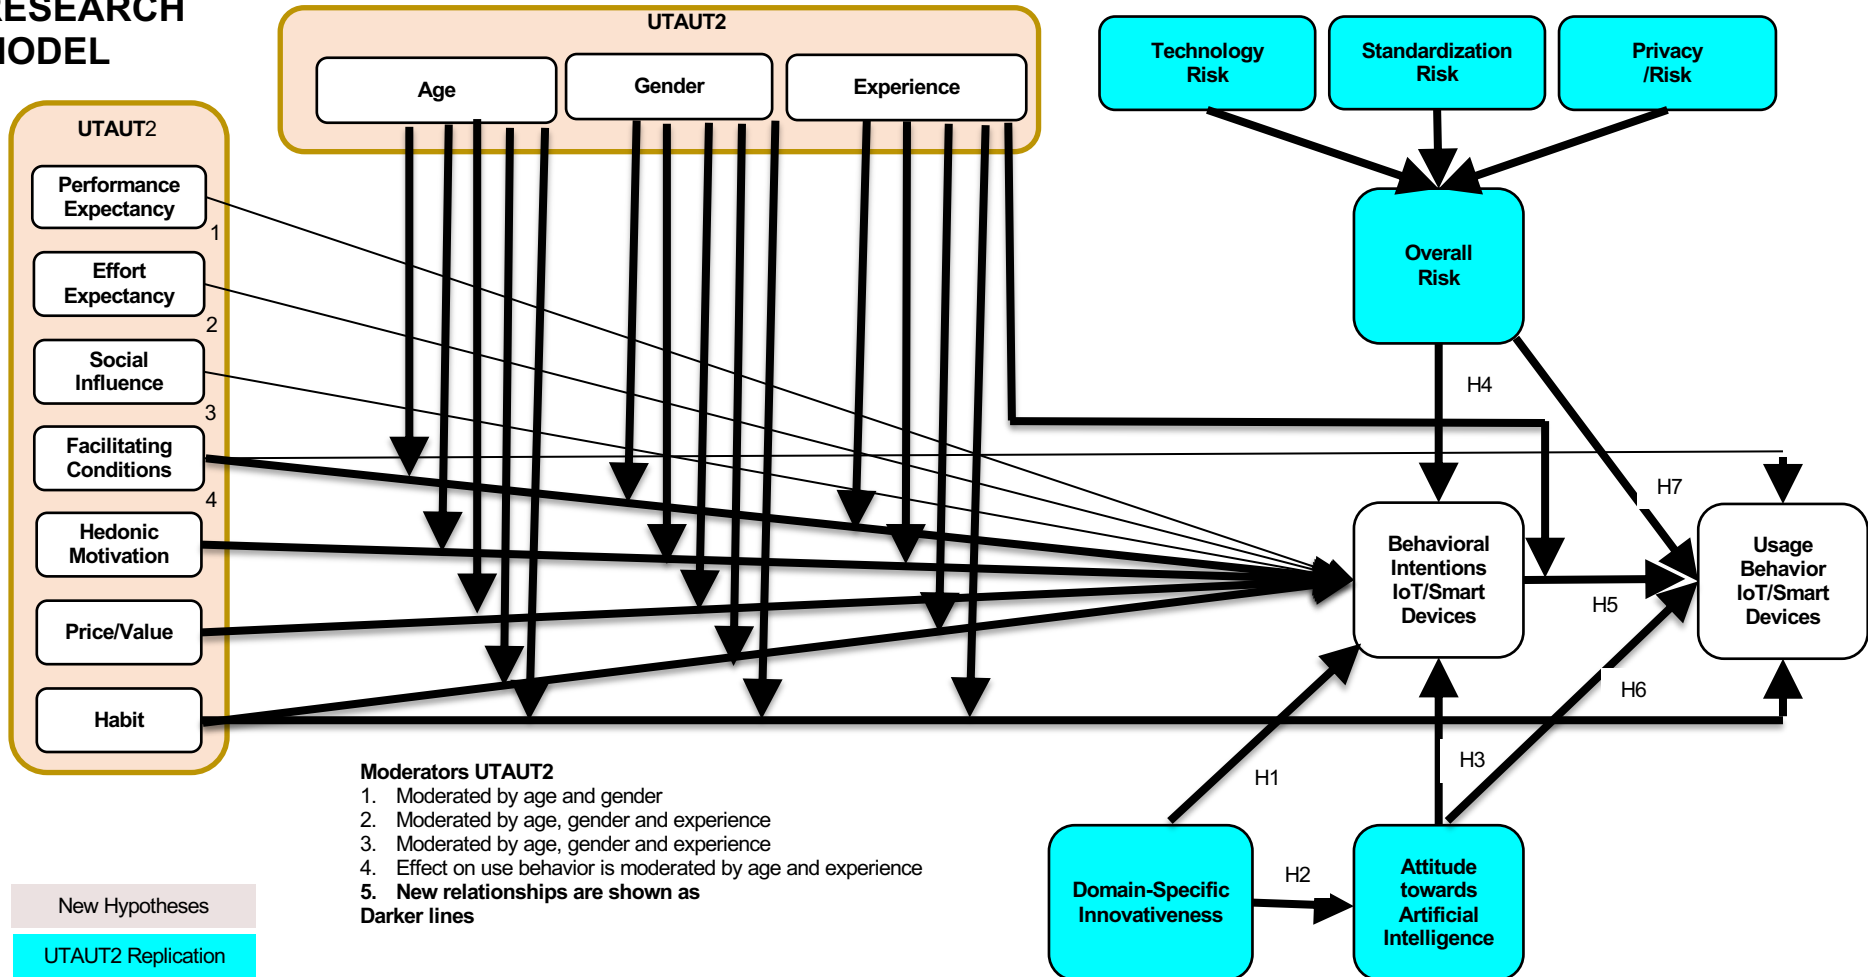 RESEARCH
MODEL
UTAUT2
Age
Gender
Experience
Technology
Risk
Standardization
Risk
Privacy
/Risk
UTAUT2
Performance
Expectancy
1
Effort
Expectancy
2
Social
Influence
3
Facilitating
Conditions
4
Hedonic
Motivation
Price/Value
Habit
Overall
Risk
H4
H7
Behavioral
Intentions
IoT/Smart
Devices
H5
Usage
Behavior
IoT/Smart
Devices
H6
H3
H1
H2
Domain-Specific
Innovativeness
Attitude
towards
Artificial
Intelligence
Moderators UTAUT2
1. Moderated by age and gender
2. Moderated by age, gender and experience
3. Moderated by age, gender and experience
4. Effect on use behavior is moderated by age and experience
5. New relationships are shown as
Darker lines
New Hypotheses
UTAUT2 Replication